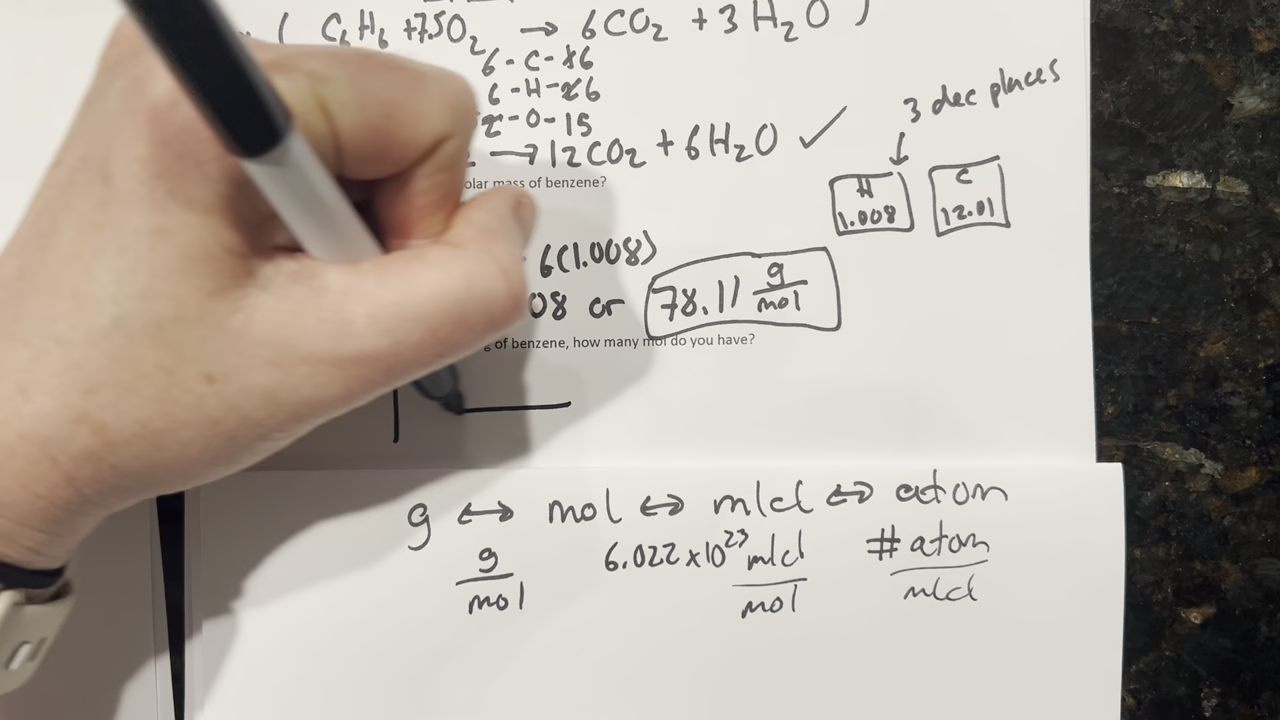 ( C₆H₆ +7.5O₂ → 6CO₂ + 3H₂O )
6-C-6
6-H-6
-O-15
→ 12CO₂ + 6H₂O ✓
3 dec places
↓
H
1.008
C
12.01
olar mass of benzene?
6(1.008)
08 or 78.11 g/mol
of benzene, how many mol do you have?
g ↔ mol ↔ mlcl ↔ atom
g/mol 6.022 x 10²³ mlcl/mol # atom/mlcl